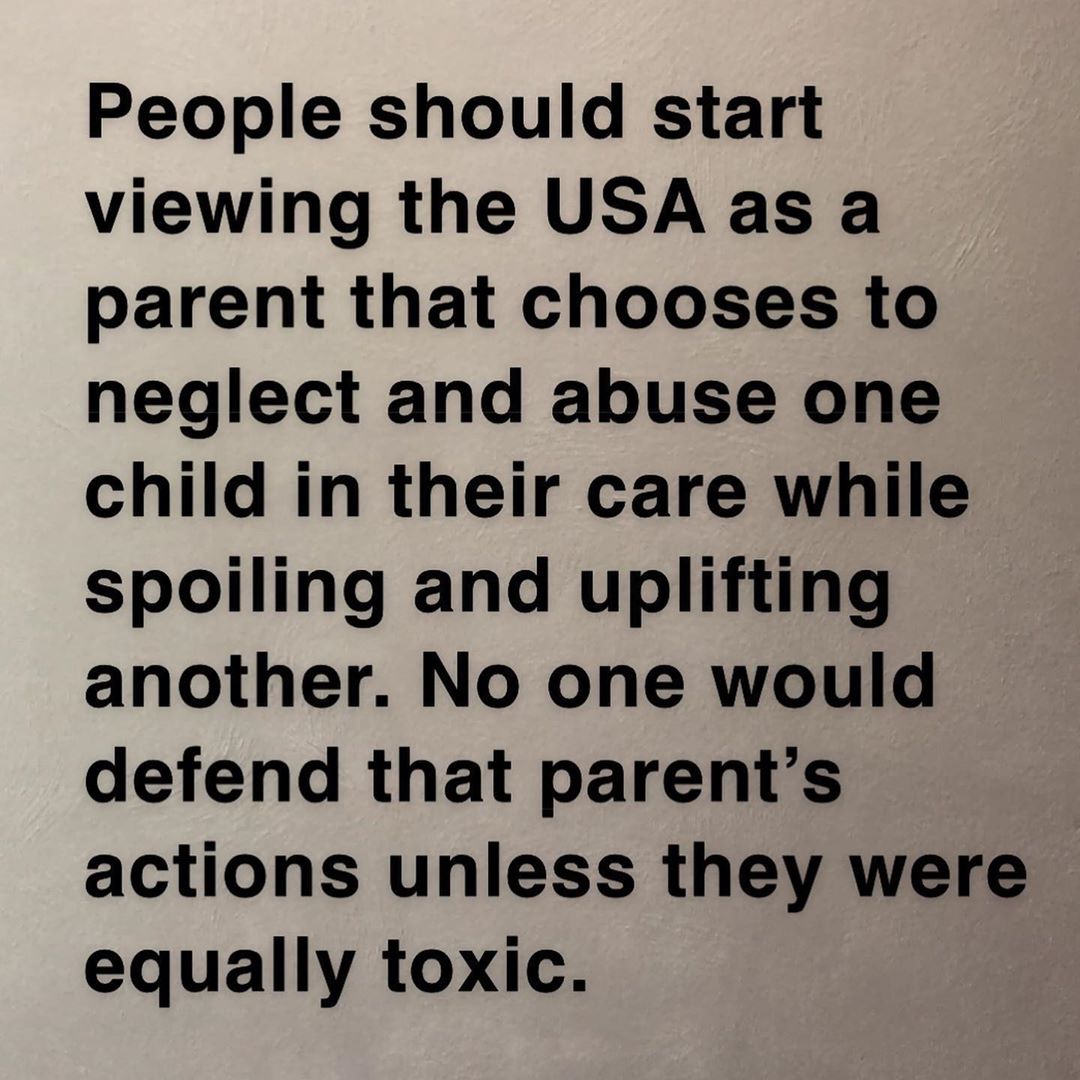 People should start
viewing the USA as a
parent that chooses to
neglect and abuse one
child in their care while
spoiling and uplifting
another. No one would
defend that parent’s
actions unless they were
equally toxic.